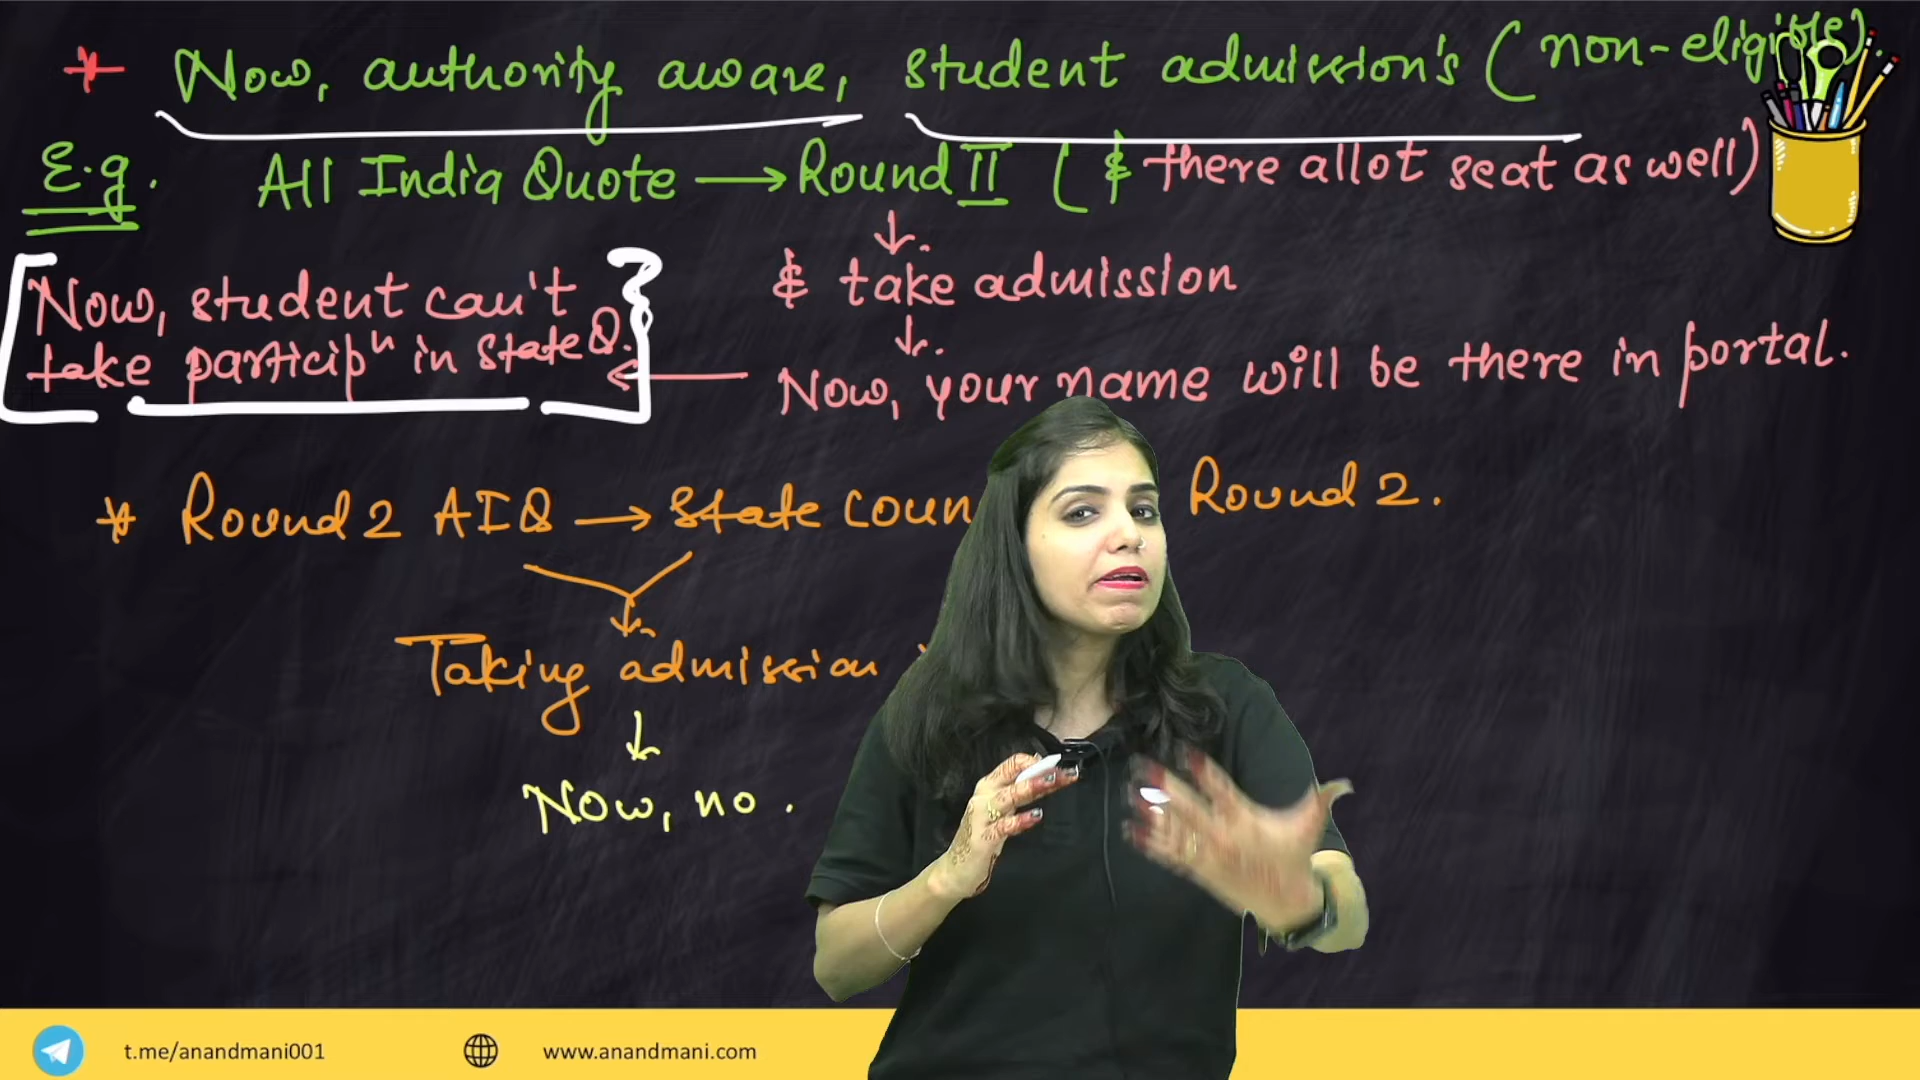 * Now, authority aware, student admission's (non-eligible).
E.g. All India Quote → Round II (& there allot seat as well)
↓
& take admission
↓
Now, your name will be there in portal.
←
[Now, student can't
take particip^n in State Q.]
* Round 2 AIQ → State coun Round 2.
↓
Taking admission
↓
Now, no.
t.me/anandmani001 www.anandmani.com